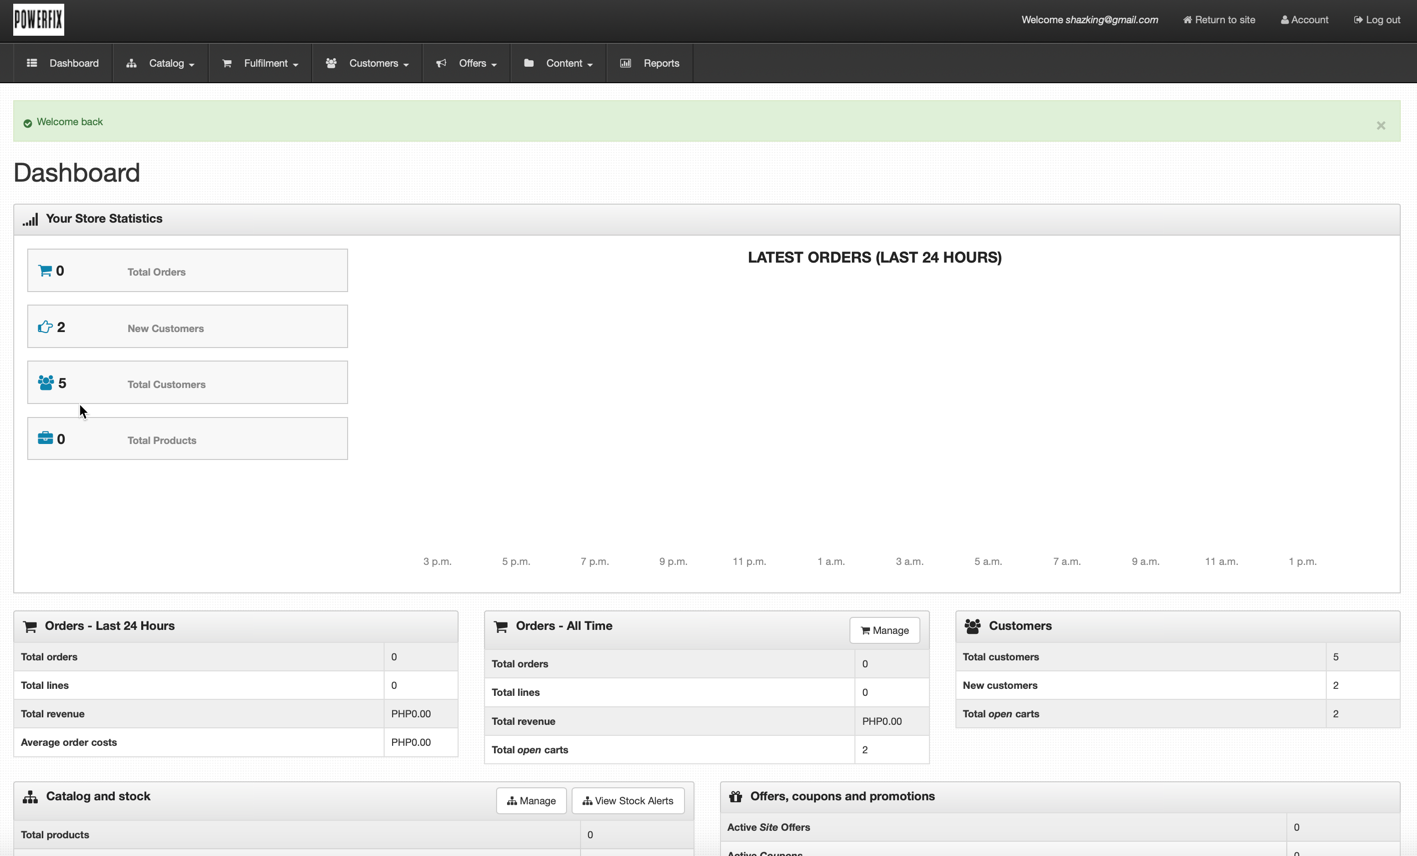 POWERFIX
Welcome shazking@gmail.com Return to site Account Log out
Dashboard Catalog Fulfilment Customers Offers Content Reports
Welcome back ×
Dashboard
Your Store Statistics
0 Total Orders
2 New Customers
5 Total Customers
0 Total Products
LATEST ORDERS (LAST 24 HOURS)
3 p.m. 5 p.m. 7 p.m. 9 p.m. 11 p.m. 1 a.m. 3 a.m. 5 a.m. 7 a.m. 9 a.m. 11 a.m. 1 p.m.
Orders - Last 24 Hours
Total orders 0
Total lines 0
Total revenue PHP0.00
Average order costs PHP0.00
Orders - All Time Manage
Total orders 0
Total lines 0
Total revenue PHP0.00
Total open carts 2
Customers
Total customers 5
New customers 2
Total open carts 2
Catalog and stock Manage View Stock Alerts
Total products 0
Offers, coupons and promotions
Active Site Offers 0
Active Coupons 0